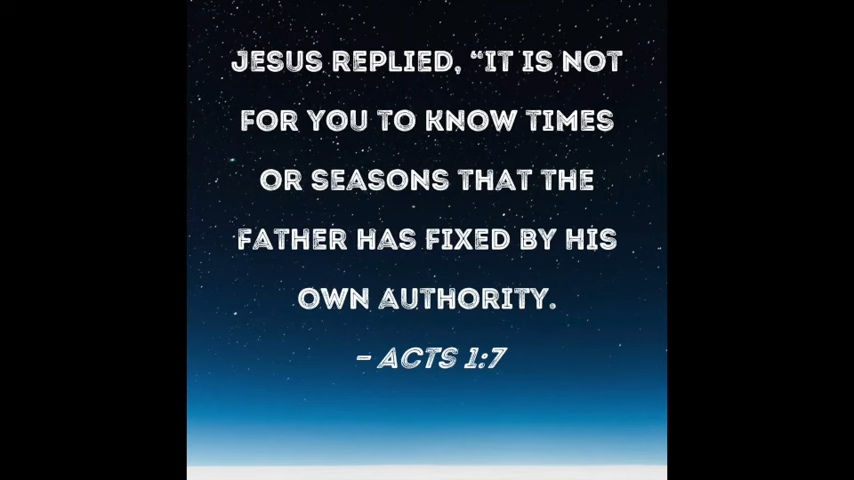 JESUS REPLIED, “IT IS NOT
FOR YOU TO KNOW TIMES
OR SEASONS THAT THE
FATHER HAS FIXED BY HIS
OWN AUTHORITY.
– ACTS 1:7